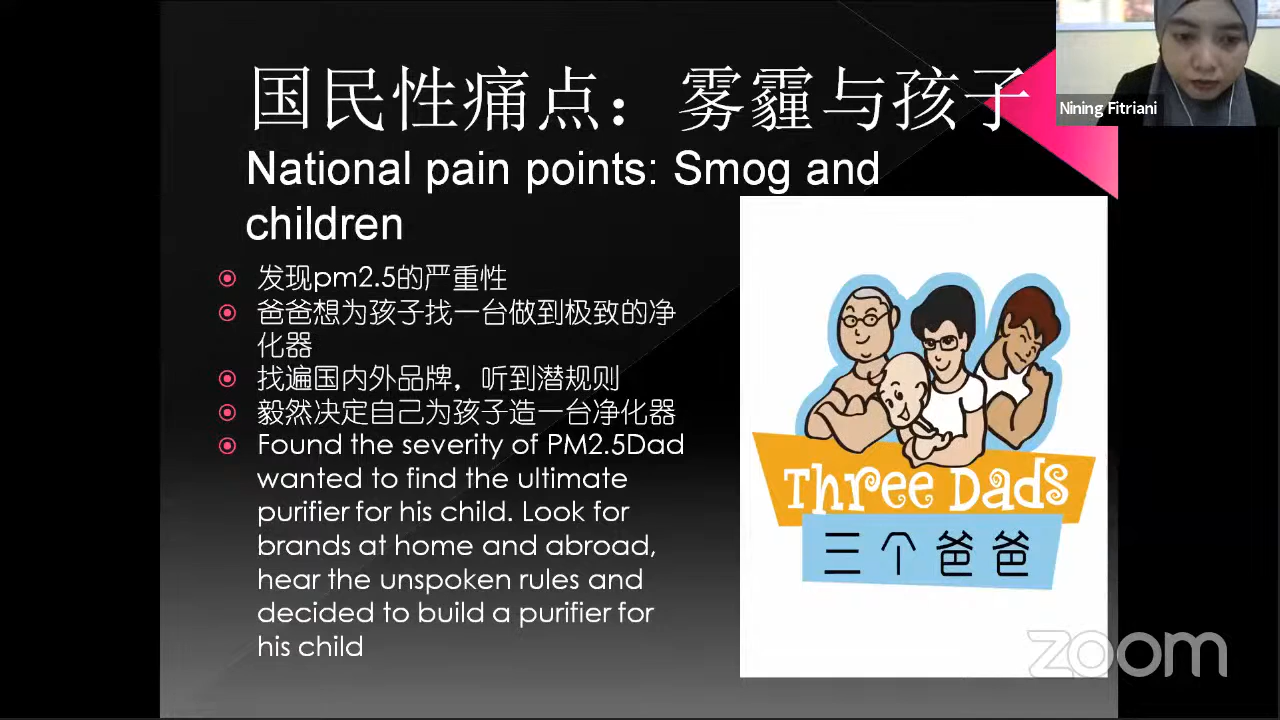 国民性痛点：雾霾与孩子
National pain points: Smog and
children
发现pm2.5的严重性
爸爸想为孩子找一台做到极致的净
化器
找遍国内外品牌，听到潜规则
毅然决定自己为孩子造一台净化器
Found the severity of PM2.5Dad
wanted to find the ultimate
purifier for his child. Look for
brands at home and abroad,
hear the unspoken rules and
decided to build a purifier for
his child
Three Dads
三个爸爸
Nining Fitriani
zoom